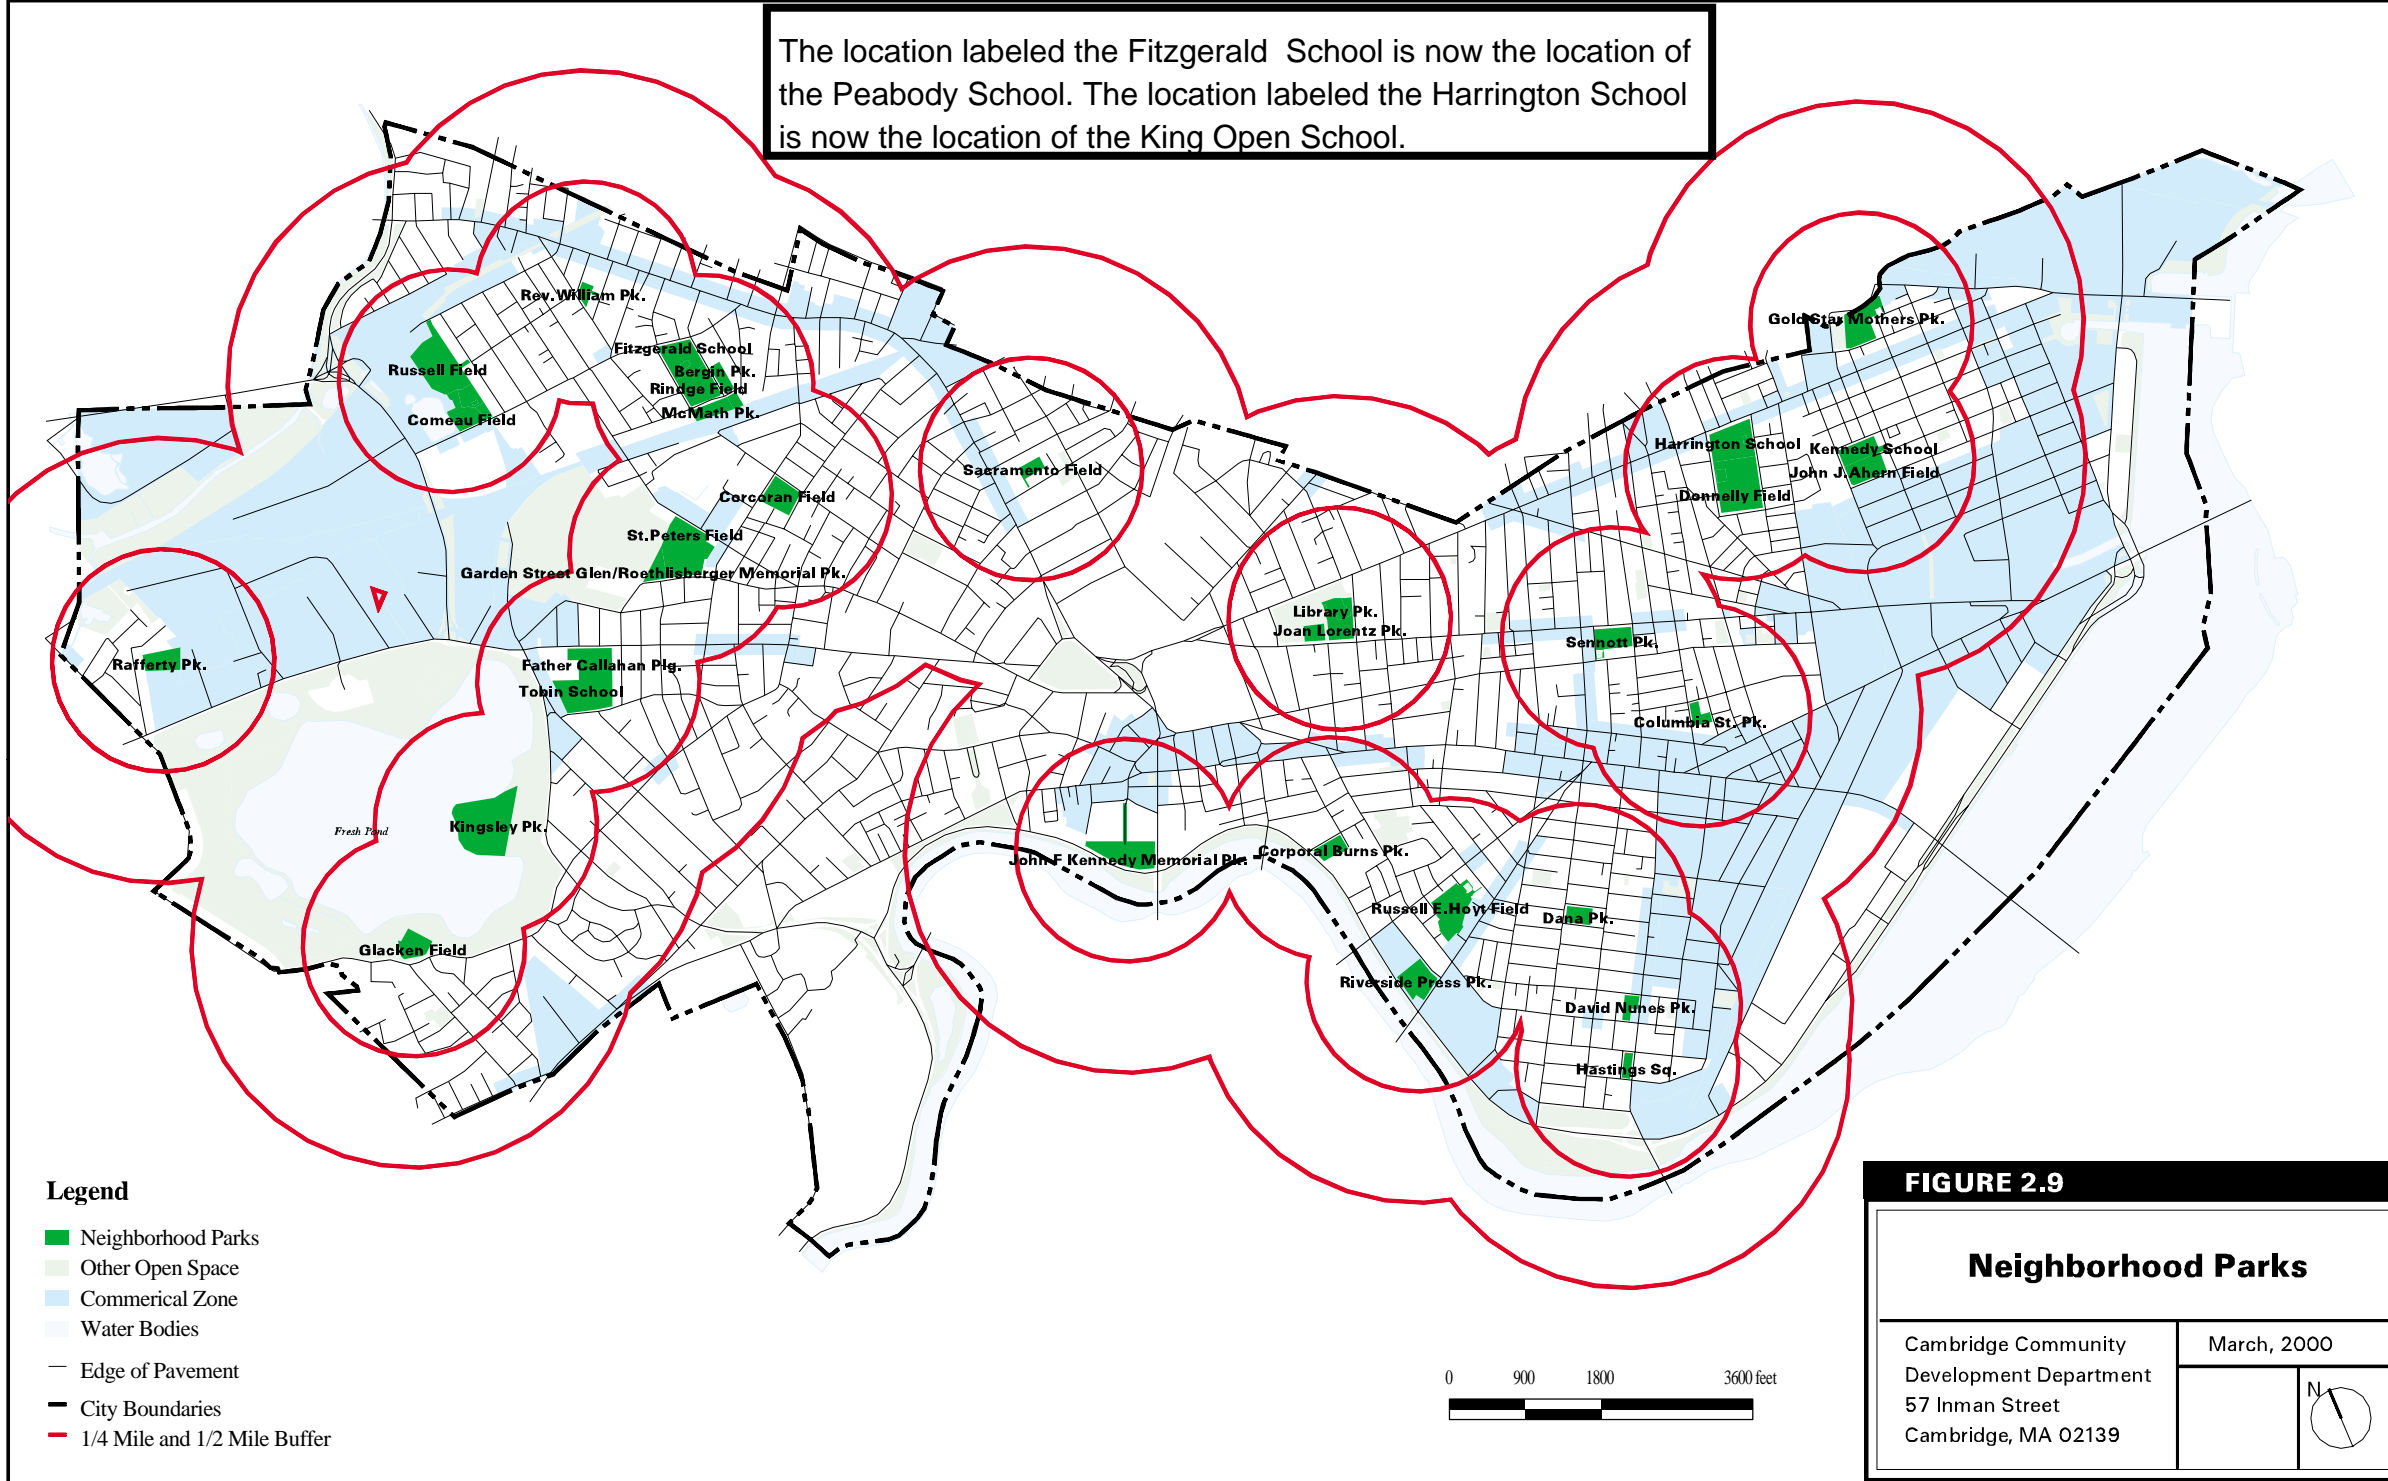 The location labeled the Fitzgerald  School is now the location of
the Peabody School. The location labeled the Harrington School
is now the location of the King Open School.
Rev.William Pk.
Gold Star Mothers Pk.
Fitzgerald School
Russell Field
Bergin Pk.
Rindge Field
McMath Pk.
Comeau Field
Sacramento Field
Harrington School
Kennedy School
John J.Ahern Field
Corcoran Field
Donnelly Field
St.Peters Field
Garden Street Glen/Roethlisberger Memorial Pk.
Library Pk.
Joan Lorentz Pk.
Sennott Pk.
Rafferty Pk.
Father Callahan Plg.
Tobin School
Columbia St. Pk.
Fresh Pond
Kingsley Pk.
John F Kennedy Memorial Pk.
Corporal Burns Pk.
Russell E.Hoyt Field
Dana Pk.
Glacken Field
Riverside Press Pk.
David Nunes Pk.
Hastings Sq.
Legend
Neighborhood Parks
Other Open Space
Commerical Zone
Water Bodies
Edge of Pavement
City Boundaries
1/4 Mile and 1/2 Mile Buffer
0 900 1800 3600 feet
FIGURE 2.9
Neighborhood Parks
Cambridge Community
Development Department
57 Inman Street
Cambridge, MA 02139
March, 2000
N